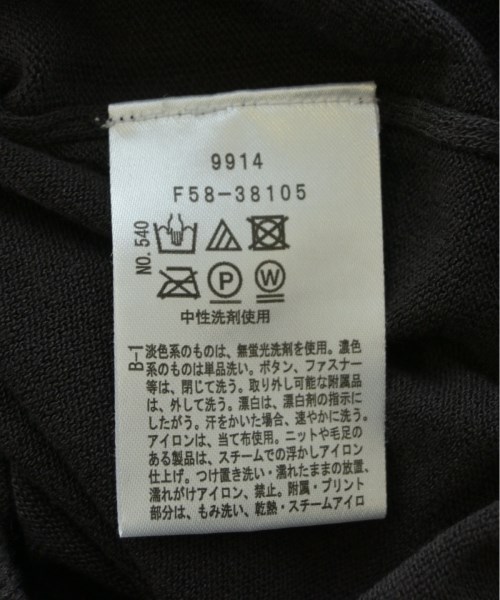 9914
F58-38105
NO. 540
P
W
中性洗剤使用
B-1
淡色系のものは、無蛍光洗剤を使用。濃色
系のものは単品洗い。ボタン、ファスナー
等は、閉じて洗う。取り外し可能な附属品
は、外して洗う。漂白は、漂白剤の指示に
したがう。汗をかいた場合、速やかに洗う。
アイロンは、当て布使用。ニットや毛足の
ある製品は、スチームでの浮かしアイロン
仕上げ。つけ置き洗い・濡れたままの放置、
濡れがけアイロン、禁止。附属・プリント
部分は、もみ洗い、乾熱・スチームアイロ